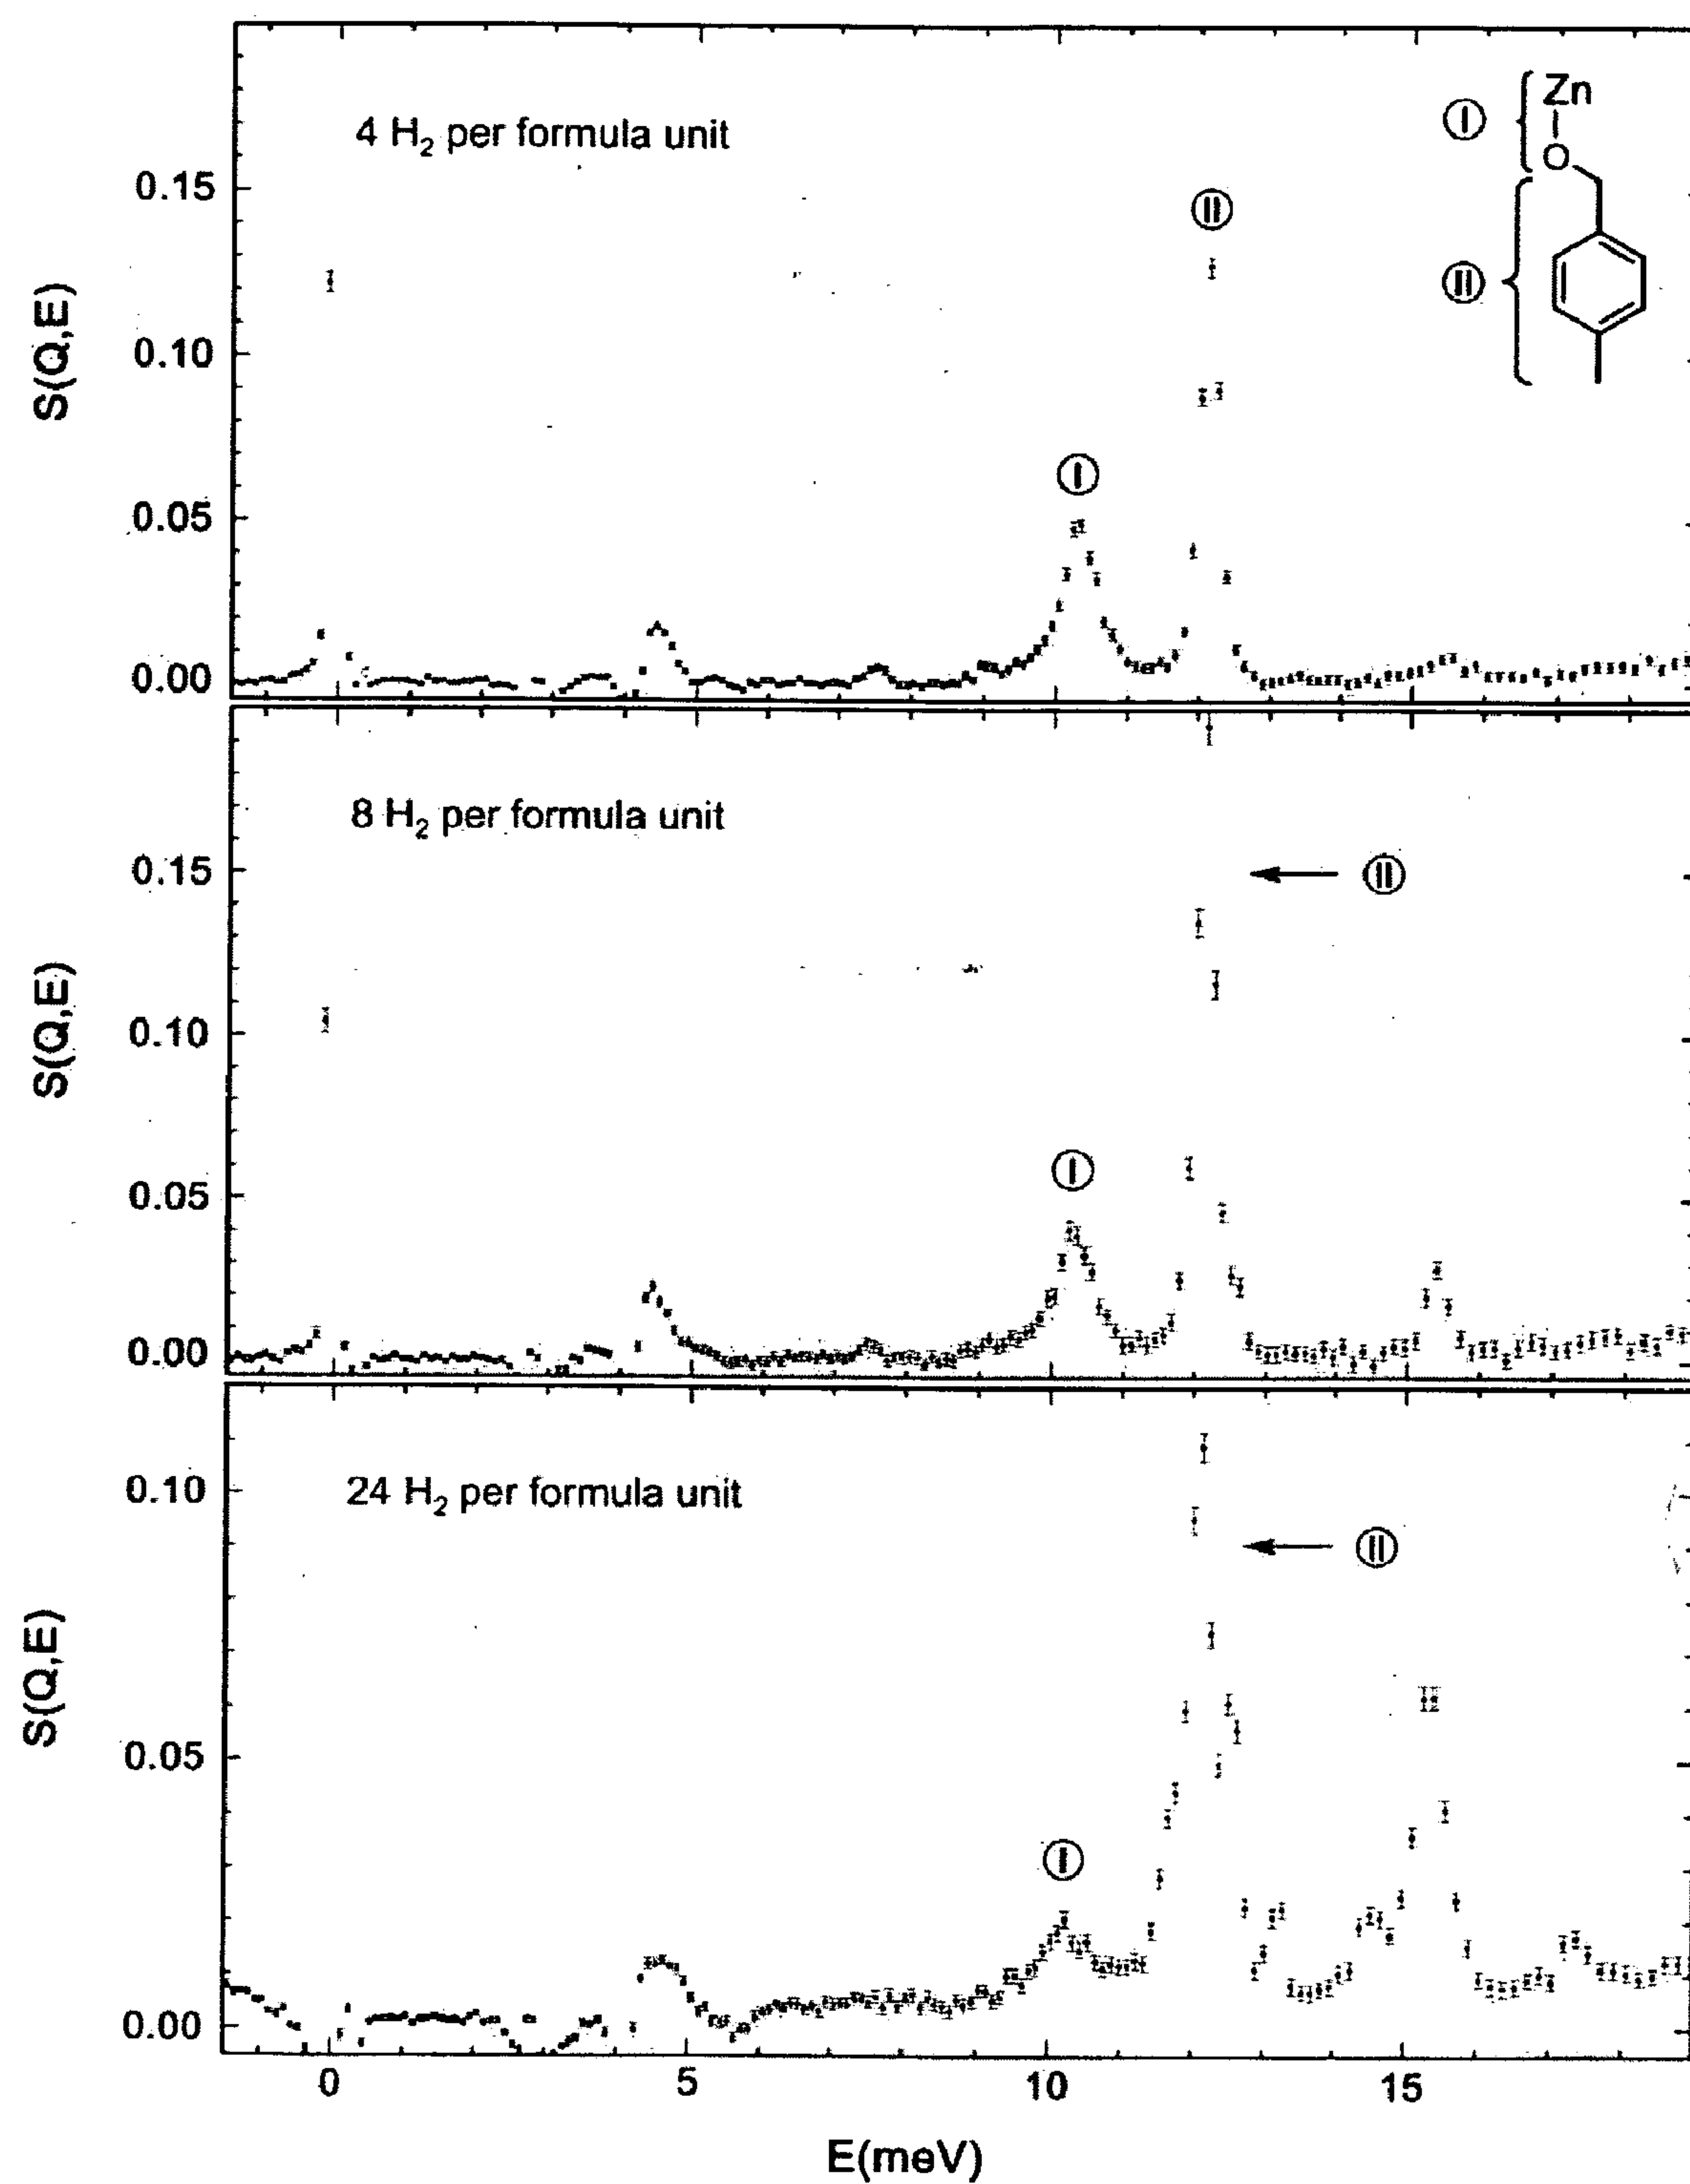 4 H₂ per formula unit
Ⓘ
Zn
O
Ⓘ
Ⓘ
Ⓘ
0.15
0.10
0.05
0.00
S(Q,E)
8 H₂ per formula unit
Ⓘ
Ⓘ
0.15
0.10
0.05
0.00
S(Q,E)
24 H₂ per formula unit
Ⓘ
Ⓘ
0.10
0.05
0.00
S(Q,E)
0
5
10
15
E(meV)